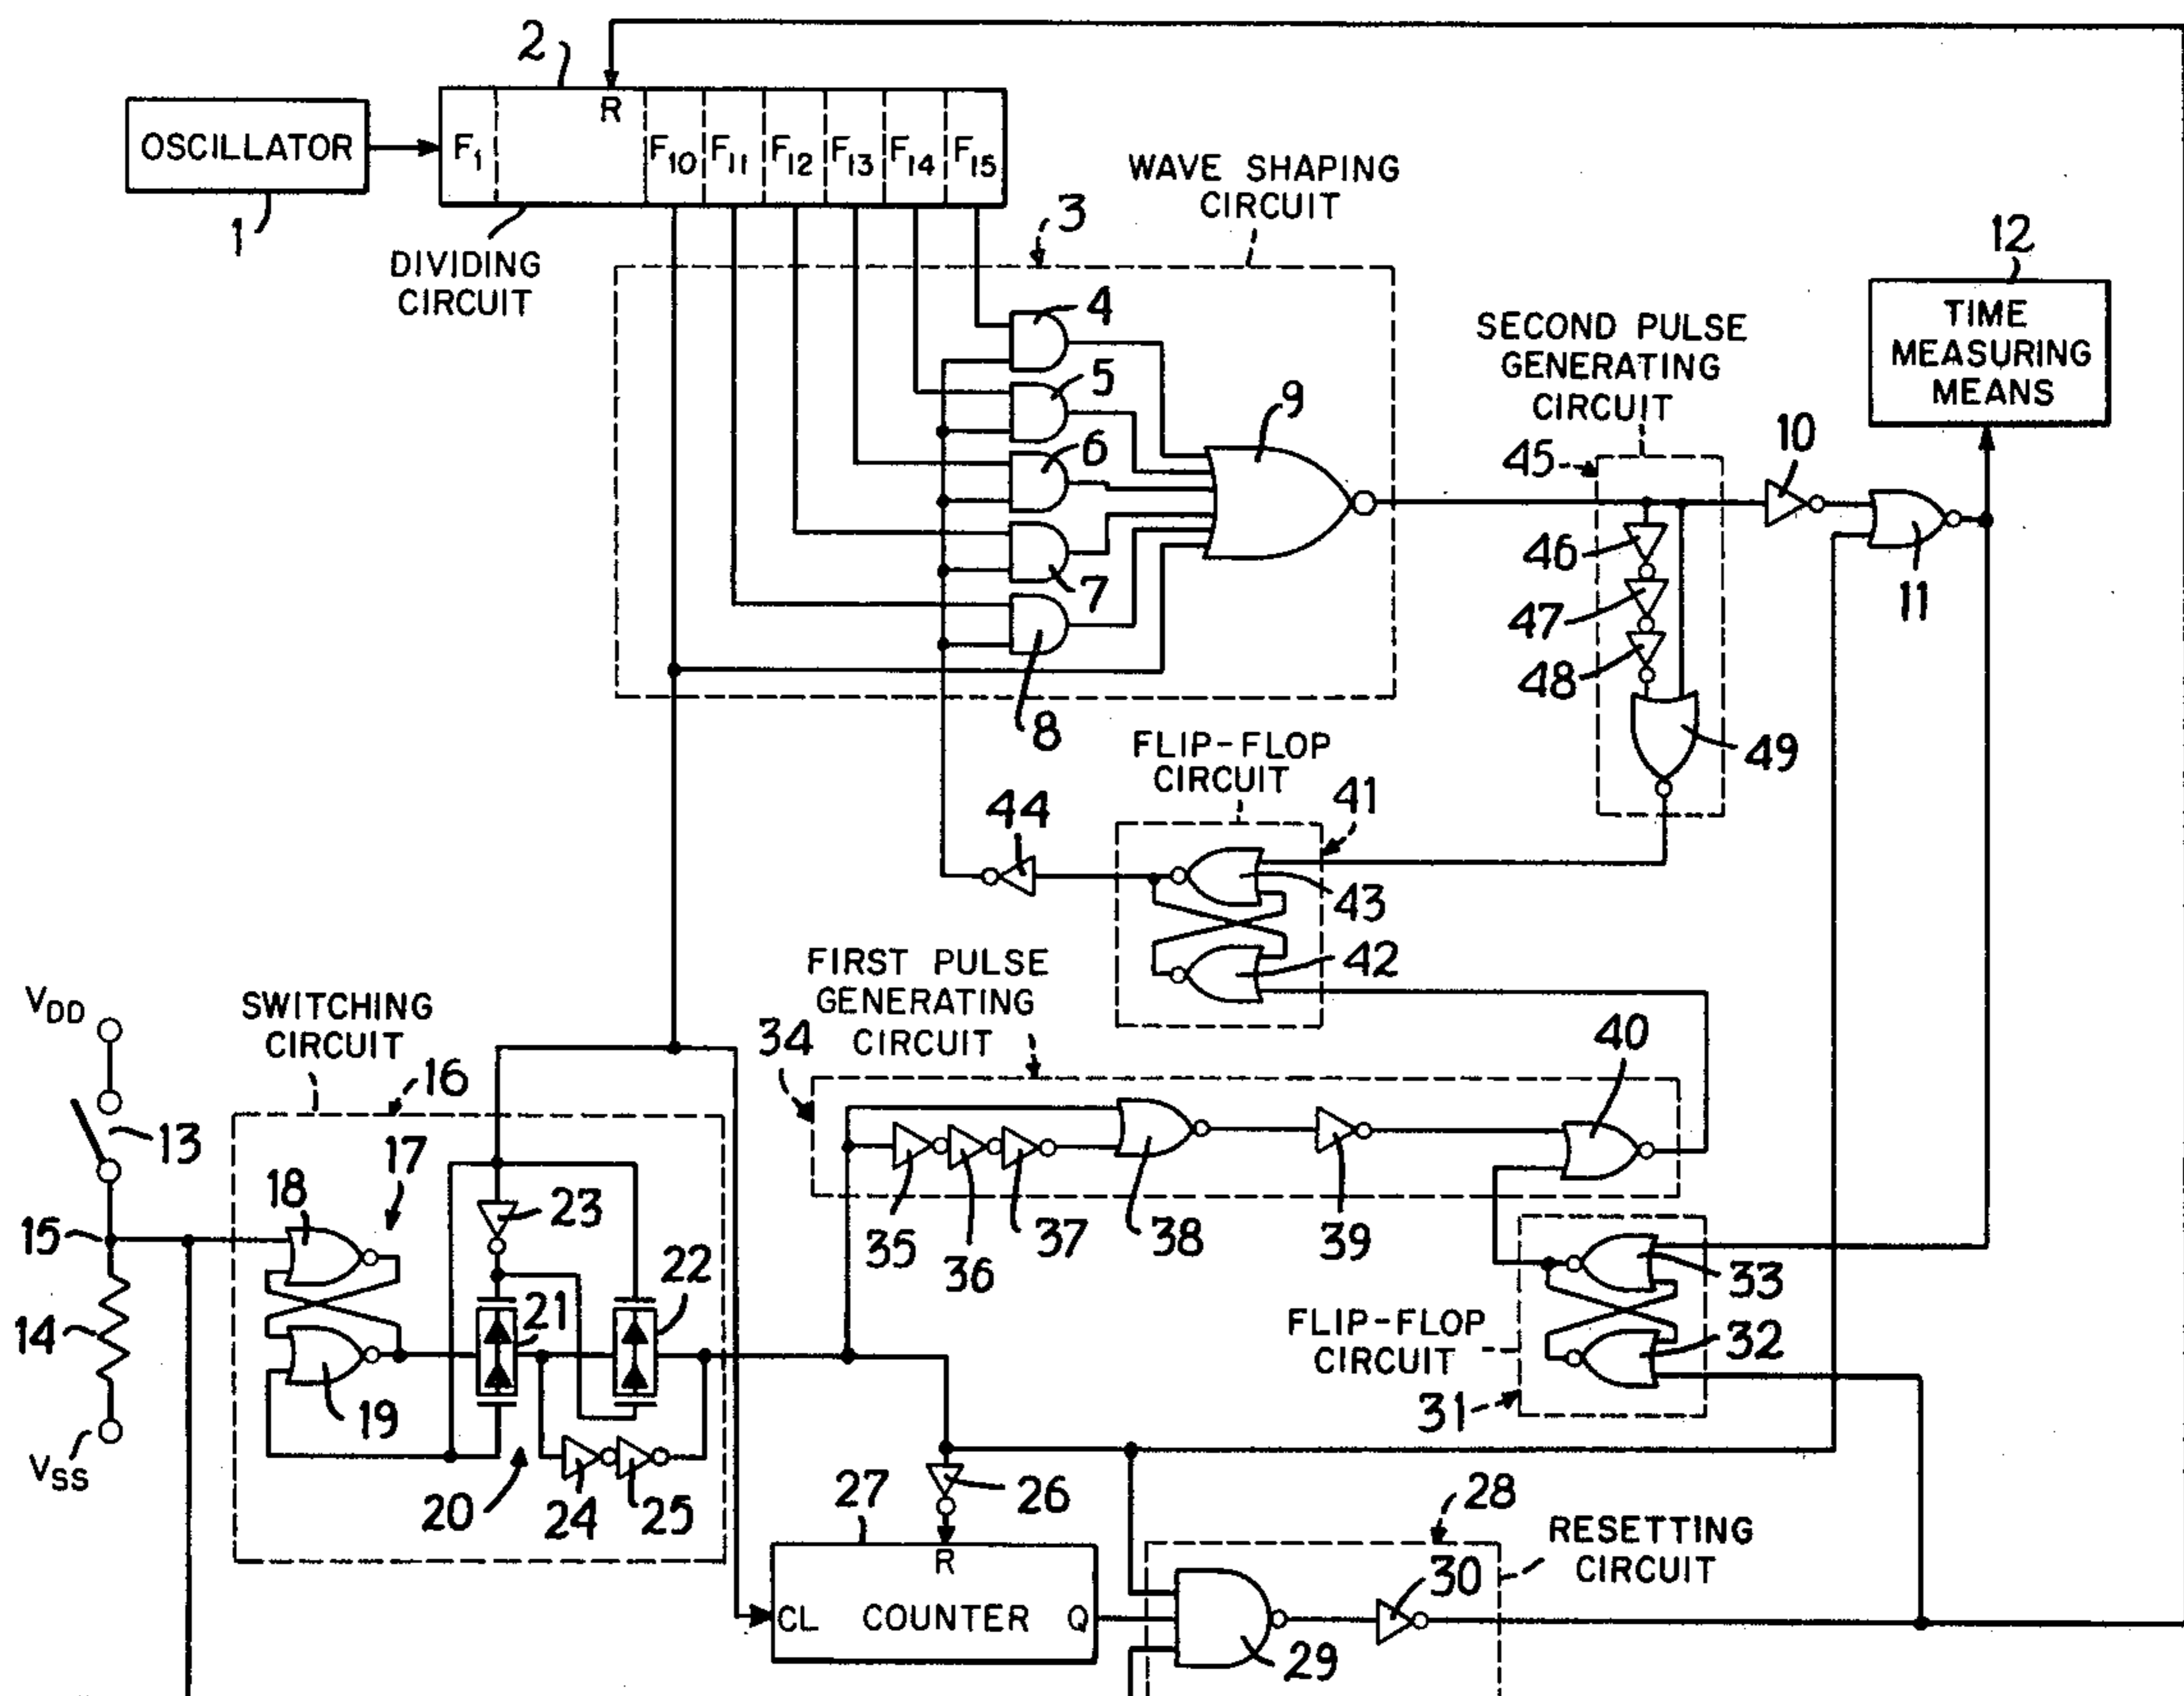 2
OSCILLATOR
1
F1
R
F10
F11
F12
F13
F14
F15
DIVIDING
CIRCUIT
WAVE SHAPING
CIRCUIT
3
4
5
6
7
8
9
SECOND PULSE
GENERATING
CIRCUIT
45
46
47
48
49
10
11
12
TIME
MEASURING
MEANS
FLIP-FLOP
CIRCUIT
41
44
43
42
FIRST PULSE
GENERATING
CIRCUIT
34
40
35
36
37
38
39
VDD
13
15
14
VSS
SWITCHING
CIRCUIT
16
17
18
19
23
21
22
20
24
25
FLIP-FLOP
CIRCUIT
31
33
32
26
27
R
CL COUNTER Q
28
RESETTING
CIRCUIT
30
29